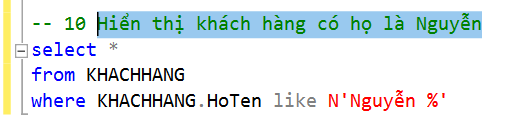 -- 10 Hiển thị khách hàng có họ là Nguyễn
select *
from KHACHHANG
where KHACHHANG.HoTen like N'Nguyễn %'